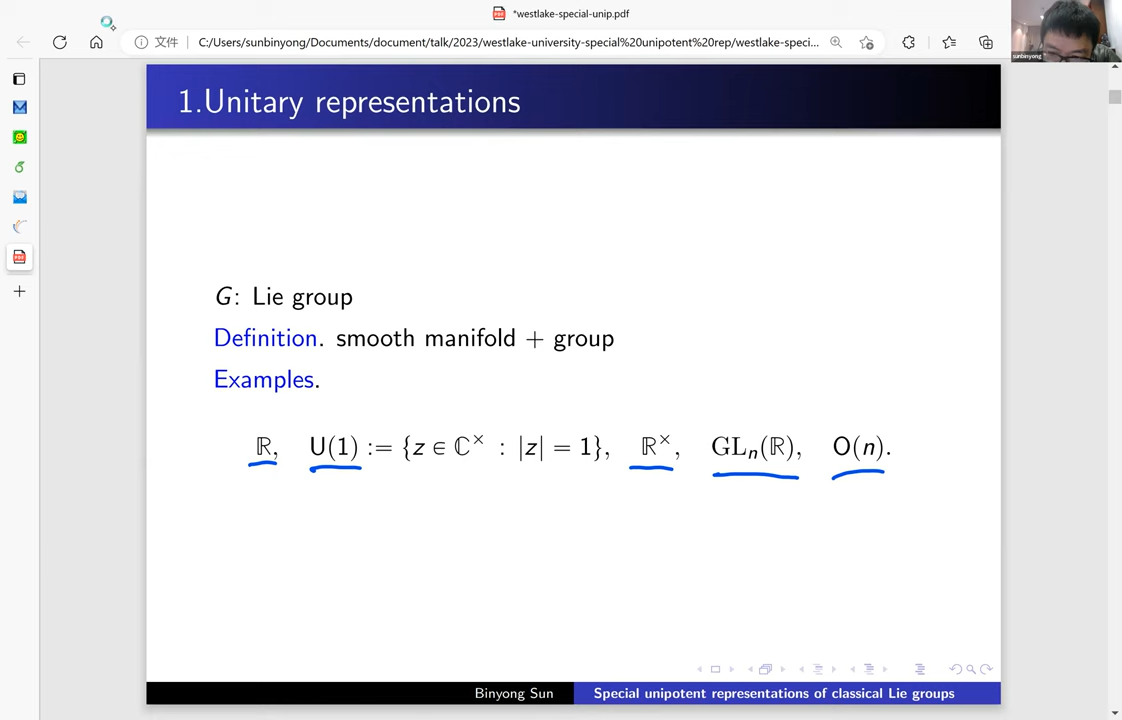 *westlake-special-unip.pdf
文件 C:/Users/sunbinyong/Documents/document/talk/2023/westlake-university-special%20unipotent%20rep/westlake-speci...
sunbinyong
1.Unitary representations
G: Lie group
Definition. smooth manifold + group
Examples.
ℝ, U(1) := {z ∈ ℂ× : |z| = 1}, ℝ×, GLₙ(ℝ), O(n).
Binyong Sun Special unipotent representations of classical Lie groups